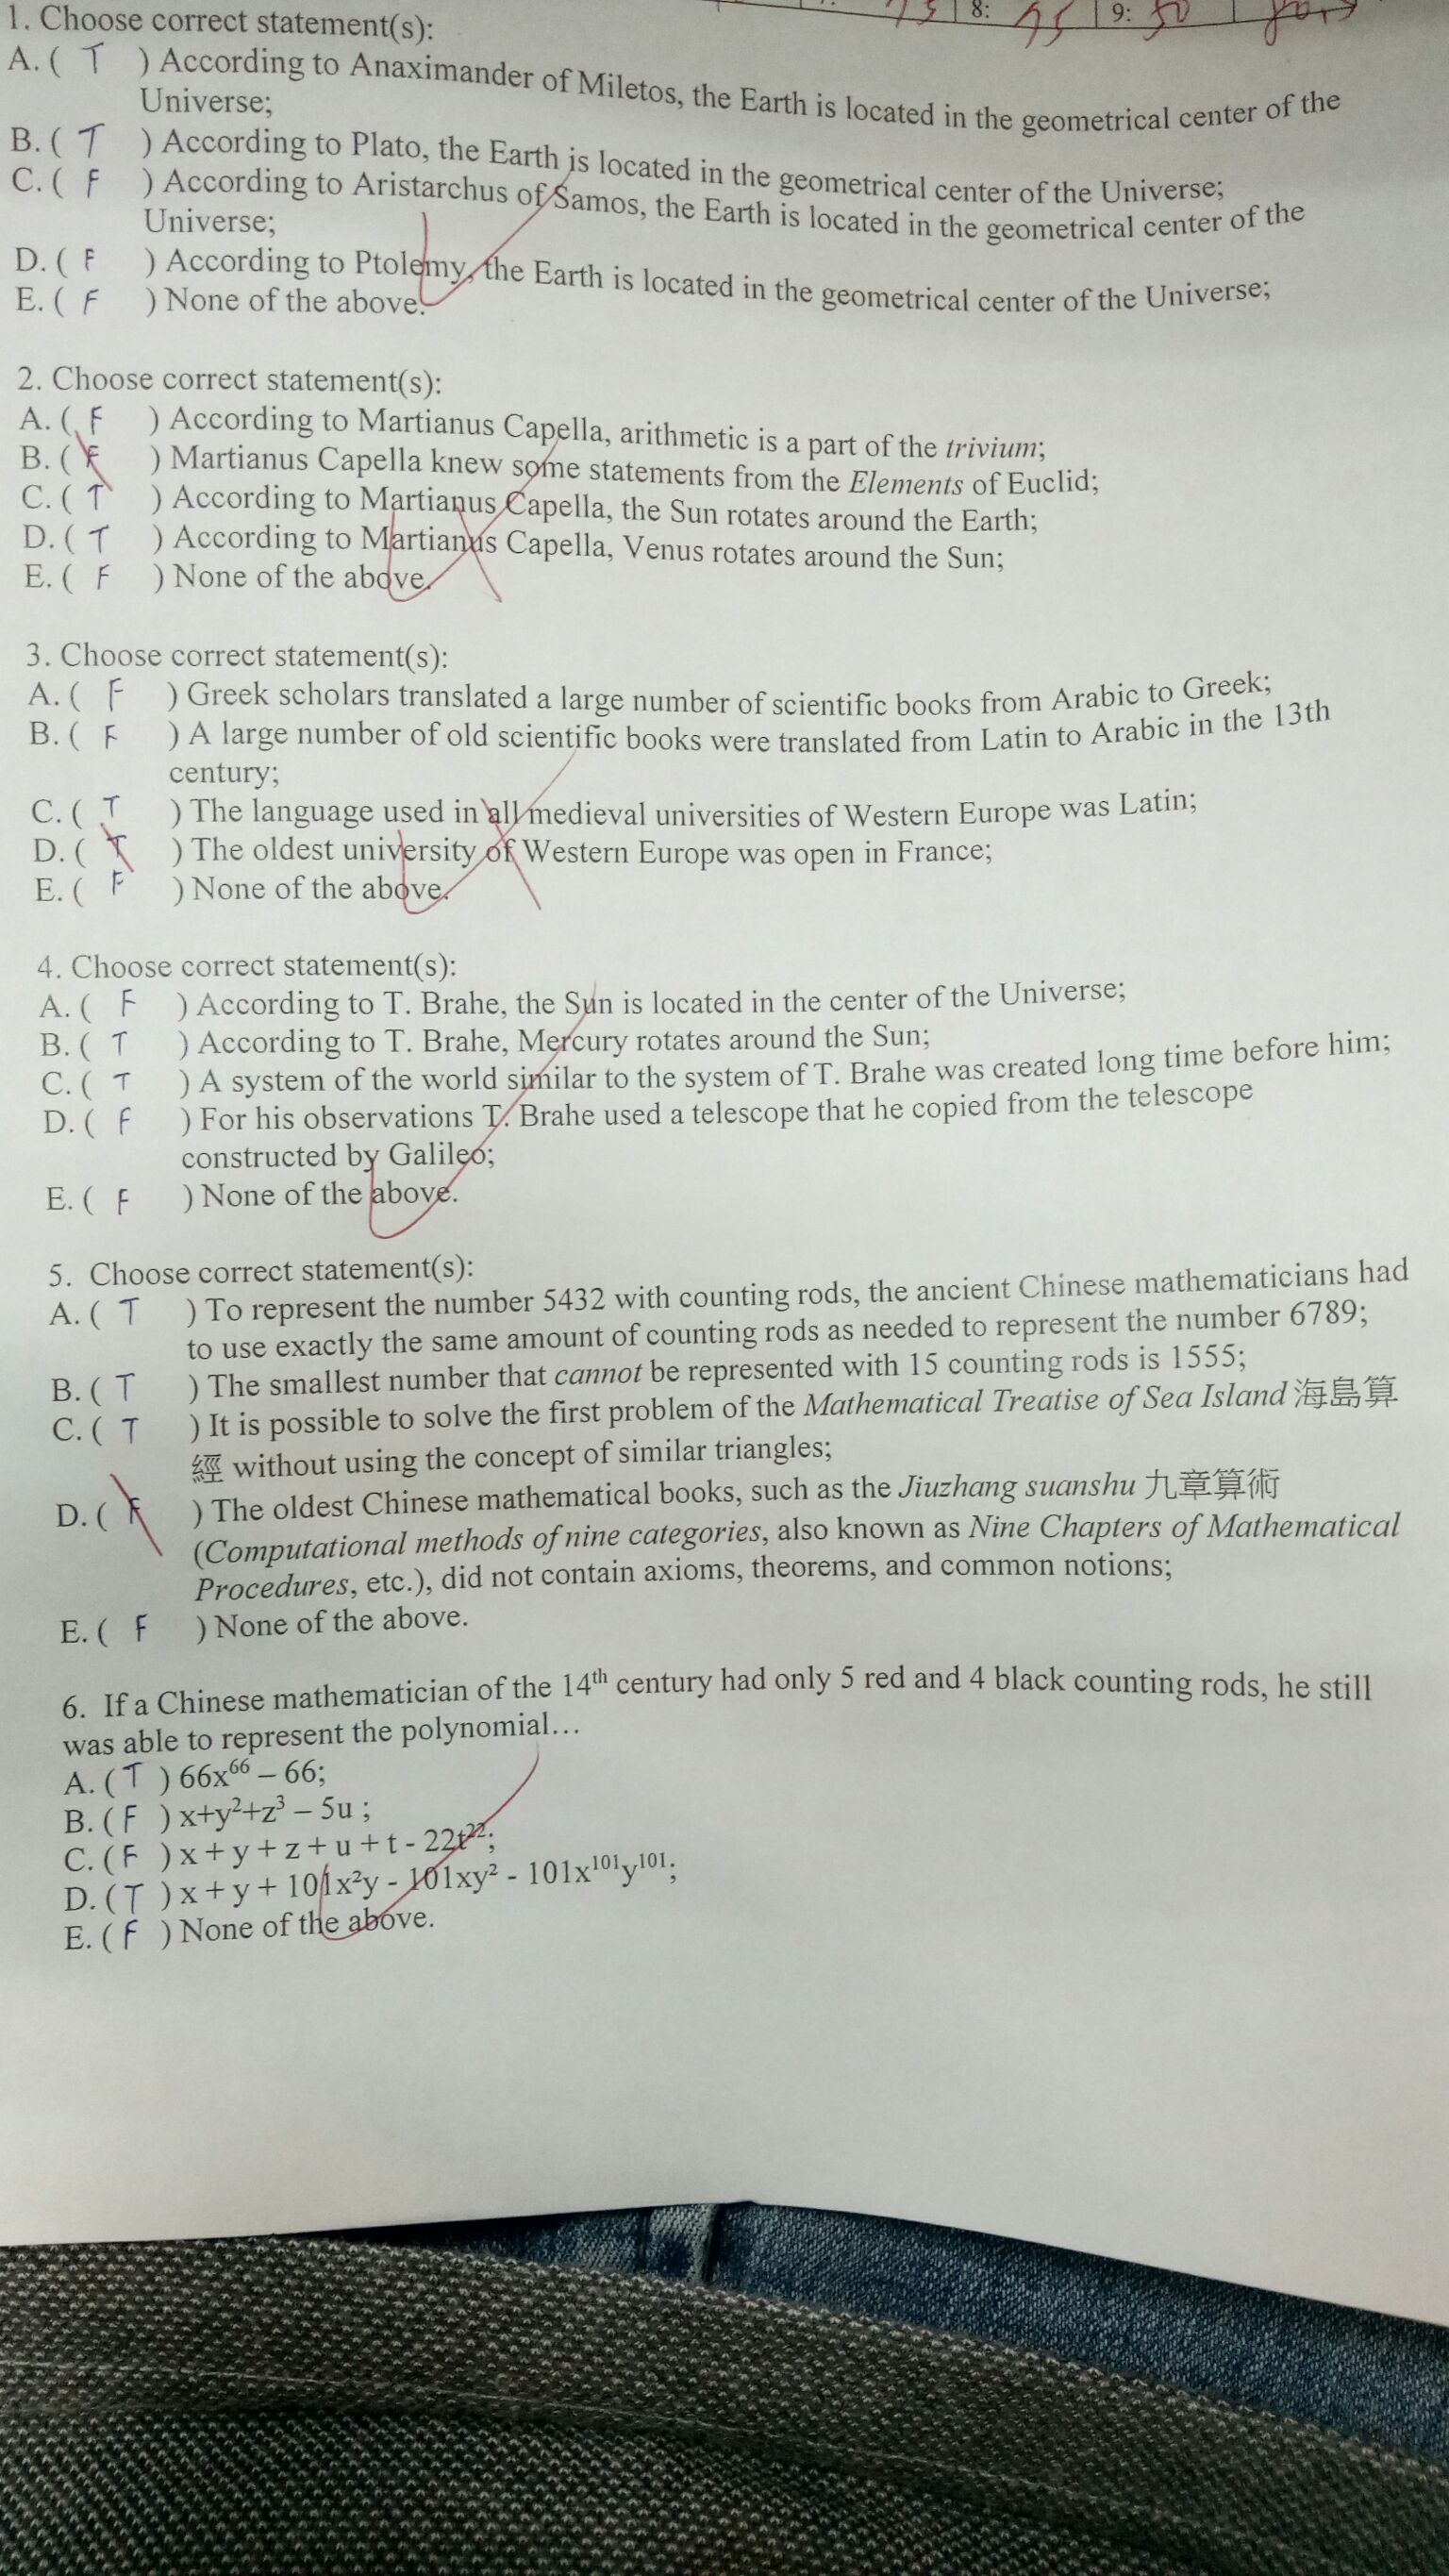 8: 9: 50
1. Choose correct statement(s):
A. ( T ) According to Anaximander of Miletos, the Earth is located in the geometrical center of the
Universe;
B. ( T ) According to Plato, the Earth is located in the geometrical center of the Universe;
C. ( F ) According to Aristarchus of Samos, the Earth is located in the geometrical center of the
Universe;
D. ( F ) According to Ptolemy, the Earth is located in the geometrical center of the Universe;
E. ( F ) None of the above.
2. Choose correct statement(s):
A. ( F ) According to Martianus Capella, arithmetic is a part of the trivium;
B. ( F ) Martianus Capella knew some statements from the Elements of Euclid;
C. ( T ) According to Martianus Capella, the Sun rotates around the Earth;
D. ( T ) According to Martianus Capella, Venus rotates around the Sun;
E. ( F ) None of the above.
3. Choose correct statement(s):
A. ( F ) Greek scholars translated a large number of scientific books from Arabic to Greek;
B. ( F ) A large number of old scientific books were translated from Latin to Arabic in the 13th
century;
C. ( T ) The language used in all medieval universities of Western Europe was Latin;
D. ( T ) The oldest university of Western Europe was open in France;
E. ( F ) None of the above.
4. Choose correct statement(s):
A. ( F ) According to T. Brahe, the Sun is located in the center of the Universe;
B. ( T ) According to T. Brahe, Mercury rotates around the Sun;
C. ( T ) A system of the world similar to the system of T. Brahe was created long time before him;
D. ( F ) For his observations T. Brahe used a telescope that he copied from the telescope
constructed by Galileo;
E. ( F ) None of the above.
5. Choose correct statement(s):
A. ( T ) To represent the number 5432 with counting rods, the ancient Chinese mathematicians had
to use exactly the same amount of counting rods as needed to represent the number 6789;
B. ( T ) The smallest number that cannot be represented with 15 counting rods is 1555;
C. ( T ) It is possible to solve the first problem of the Mathematical Treatise of Sea Island 海島算
經 without using the concept of similar triangles;
D. ( F ) The oldest Chinese mathematical books, such as the Jiuzhang suanshu 九章算術
(Computational methods of nine categories, also known as Nine Chapters of Mathematical
Procedures, etc.), did not contain axioms, theorems, and common notions;
E. ( F ) None of the above.
6. If a Chinese mathematician of the 14th century had only 5 red and 4 black counting rods, he still
was able to represent the polynomial…
A. ( T ) 66x⁶⁶ – 66;
B. ( F ) x+y²+z³ – 5u ;
C. ( F ) x + y + z + u + t - 22t²²;
D. ( T ) x + y + 101x²y - 101xy² - 101x¹⁰¹y¹⁰¹;
E. ( F ) None of the above.